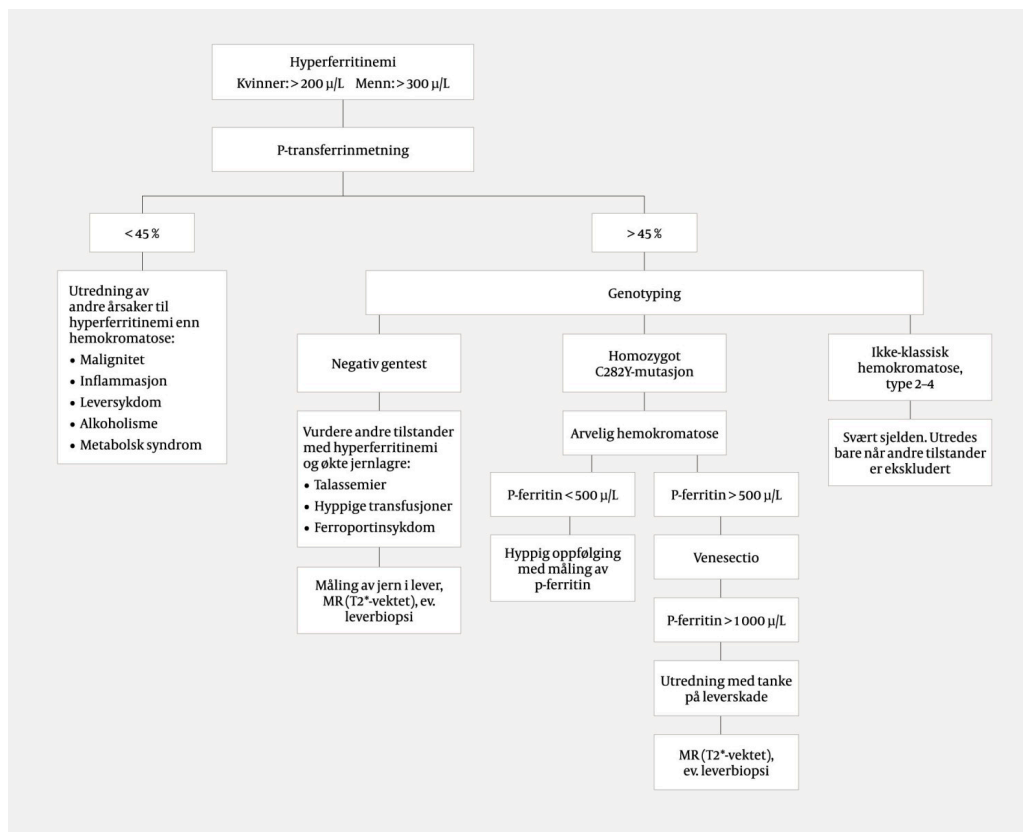 Hyperferritinemi
Kvinner: > 200 µ/L Menn: > 300 µ/L
P-transferrinmetning
< 45 %
> 45 %
Utredning av
andre årsaker til
hyperferritinemi enn
hemokromatose:
• Malignitet
• Inflammasjon
• Leversykdom
• Alkoholisme
• Metabolsk syndrom
Genotyping
Negativ gentest
Vurdere andre tilstander
med hyperferritinemi
og økte jernlagre:
• Talassemier
• Hyppige transfusjoner
• Ferroportinsykdom
Måling av jern i lever,
MR (T2*-vektet), ev.
leverbiopsi
Homozygot
C282Y-mutasjon
Arvelig hemokromatose
P-ferritin < 500 µ/L
Hyppig oppfølging
med måling av
p-ferritin
P-ferritin > 500 µ/L
Venesectio
P-ferritin > 1 000 µ/L
Utredning med tanke
på leverskade
MR (T2*-vektet),
ev. leverbiopsi
Ikke-klassisk
hemokromatose,
type 2–4
Svært sjelden. Utredes
bare når andre tilstander
er ekskludert